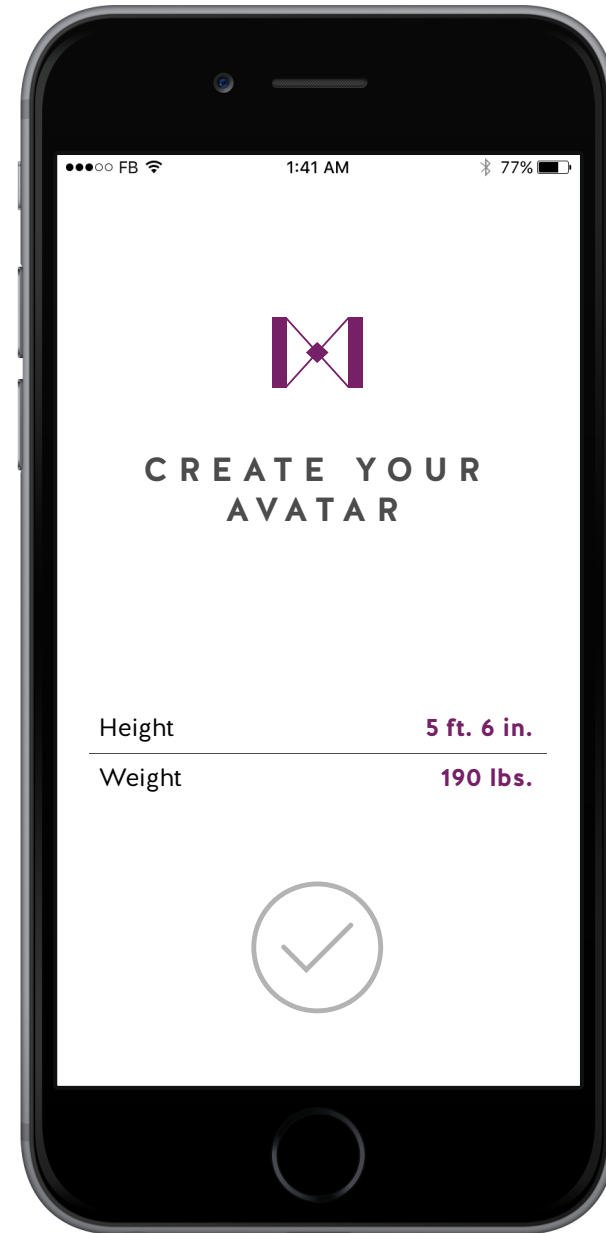 FB 1:41 AM 77%
CREATE YOUR
AVATAR
Height 5 ft. 6 in.
Weight 190 lbs.